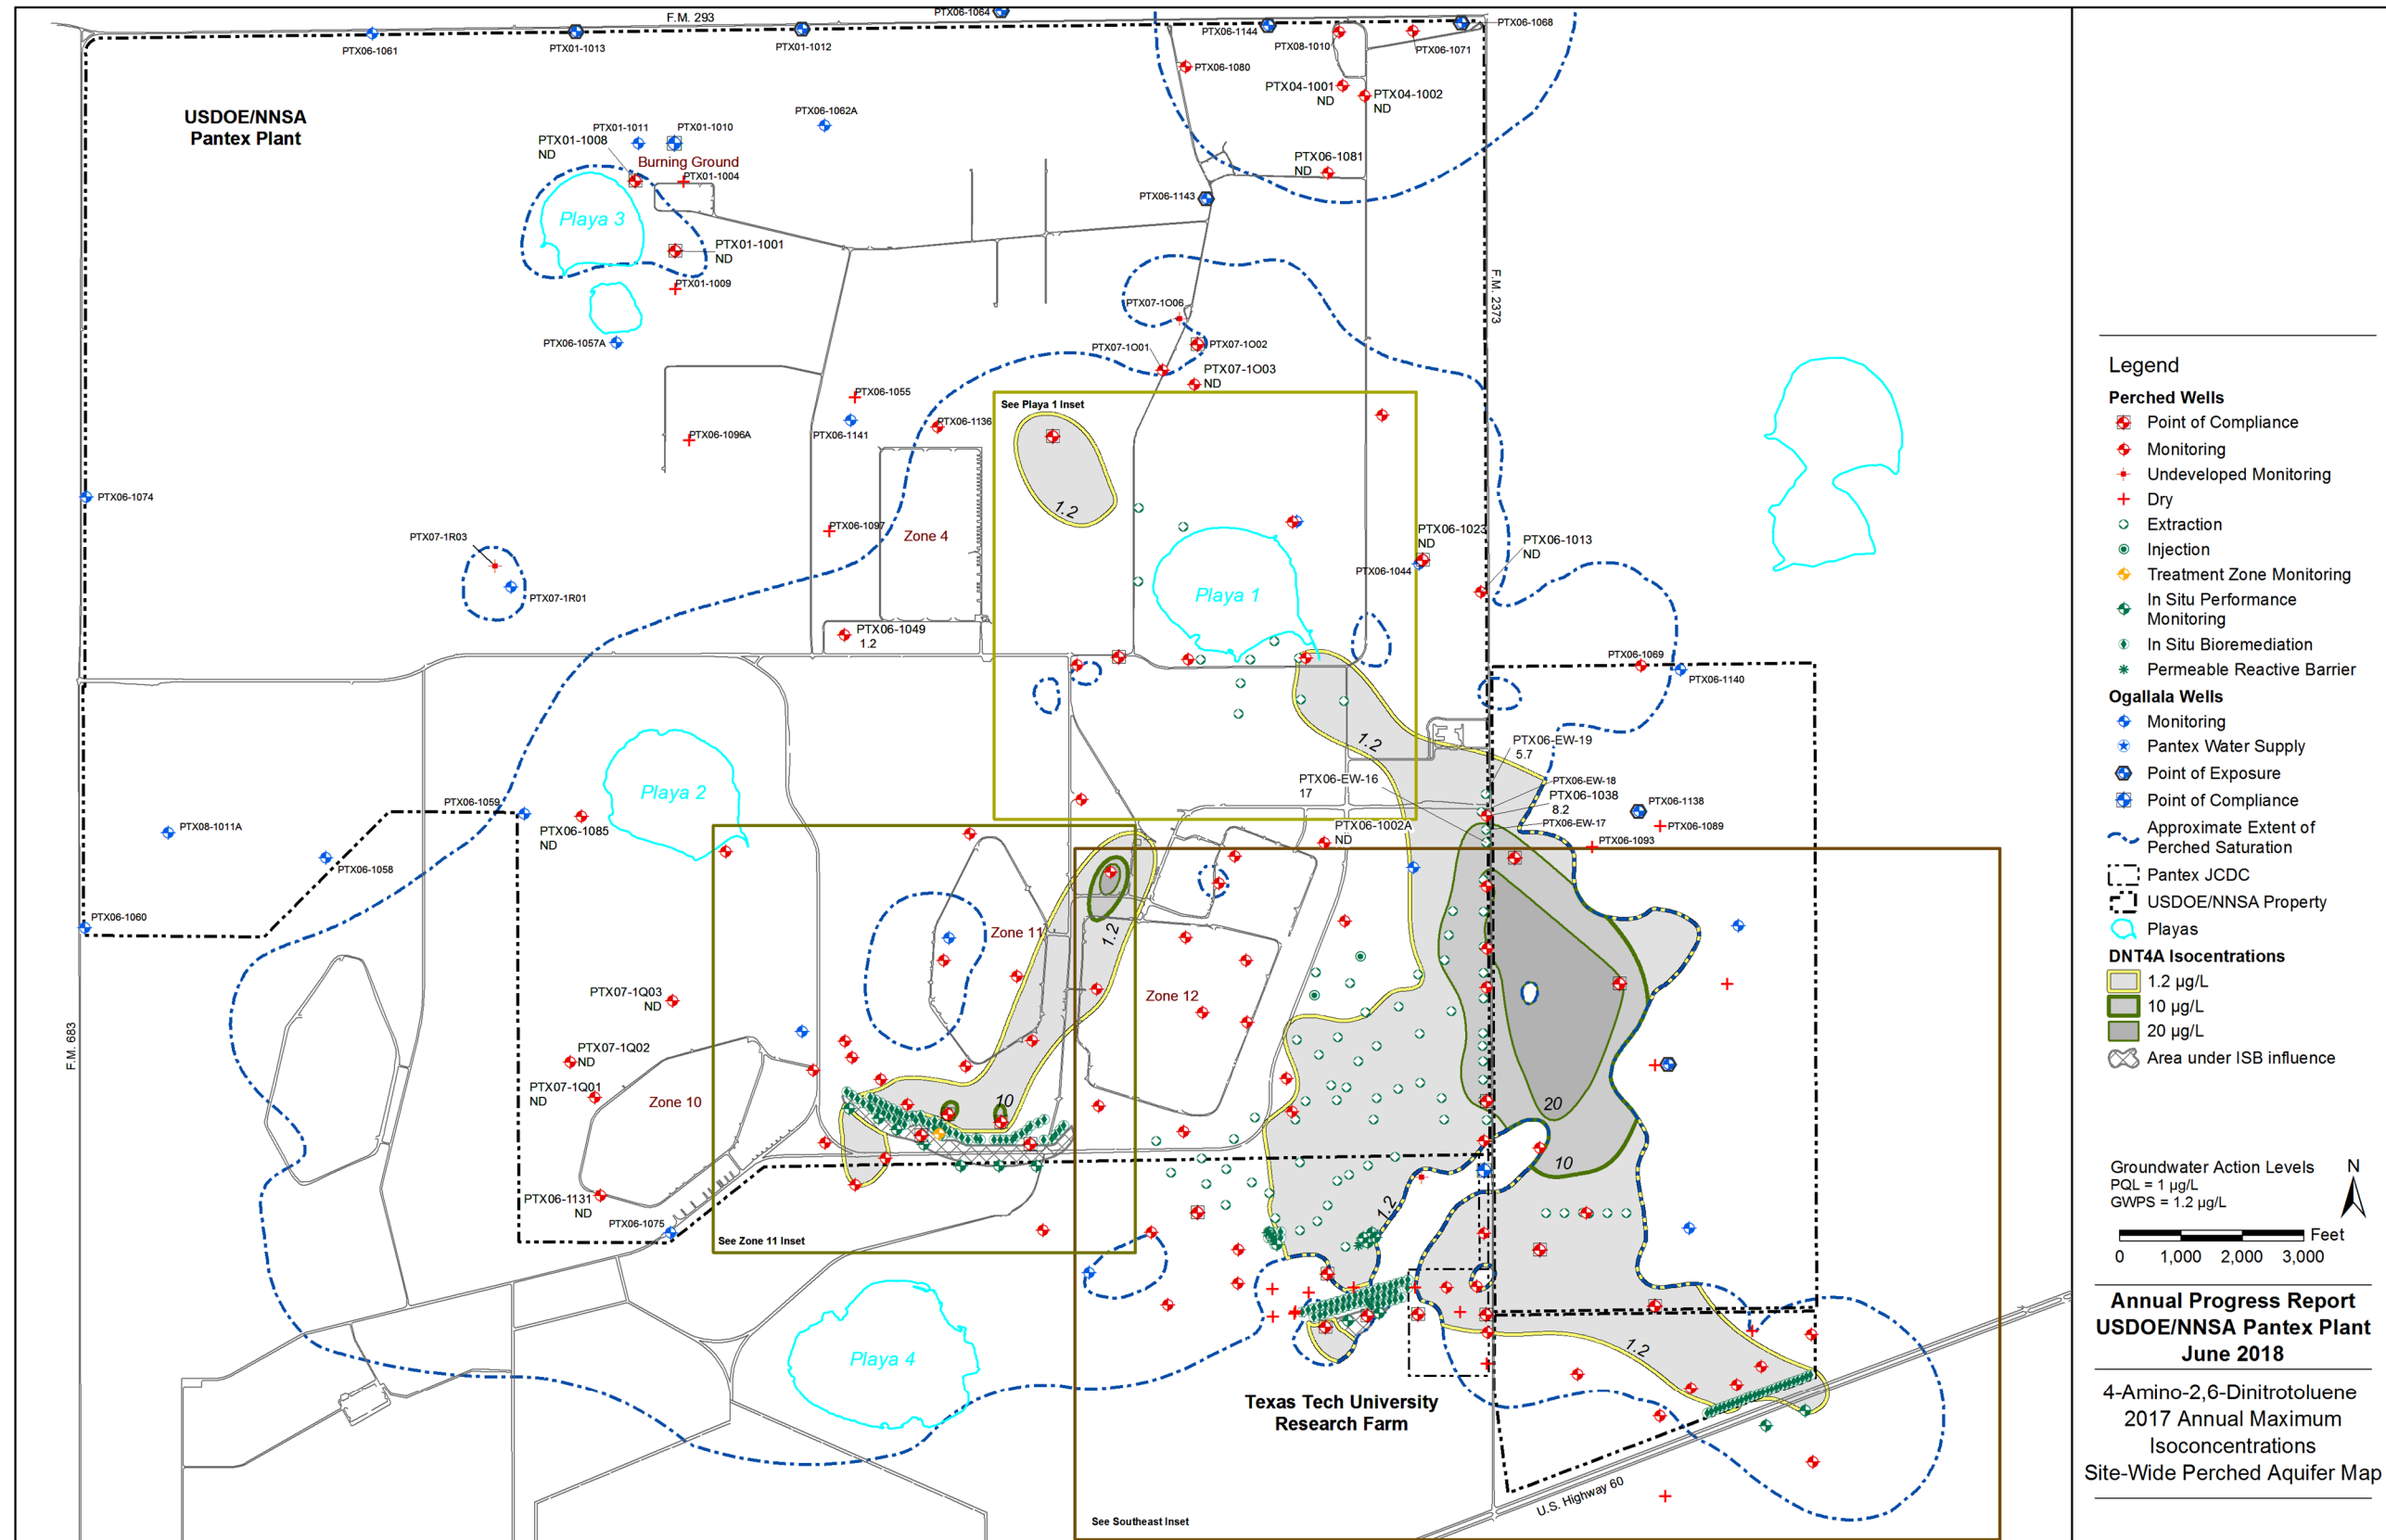 F.M. 293
PTX06-1064
PTX06-1061
PTX01-1013
PTX01-1012
PTX06-1144
PTX06-1068
PTX08-1010
PTX06-1071
PTX06-1080
PTX04-1001
ND
PTX04-1002
ND
USDOE/NNSA
Pantex Plant
PTX06-1062A
PTX01-1011
PTX01-1010
PTX01-1008
ND
Burning Ground
PTX01-1004
PTX06-1081
ND
PTX06-1143
Playa 3
PTX01-1001
ND
PTX01-1009
F.M. 2373
PTX07-1O06
PTX06-1057A
PTX07-1O01
PTX07-1O02
PTX07-1O03
ND
PTX06-1055
See Playa 1 Inset
PTX06-1136
PTX06-1141
PTX06-1096A
PTX06-1074
1.2
PTX06-1097
Zone 4
PTX06-1023
ND
PTX07-1R03
PTX06-1013
ND
PTX06-1044
PTX07-1R01
Playa 1
PTX06-1049
1.2
PTX06-1069
PTX06-1140
1.2
PTX06-EW-19
5.7
PTX06-EW-16
17
PTX06-EW-18
PTX06-1038
8.2
PTX06-EW-17
Playa 2
PTX06-1059
PTX06-1138
PTX06-1089
PTX08-1011A
PTX06-1085
ND
PTX06-1002A
ND
PTX06-1093
PTX06-1058
PTX06-1060
Zone 11
1.2
PTX07-1Q03
ND
Zone 12
F.M. 683
PTX07-1Q02
ND
PTX07-1Q01
ND
Zone 10
10
20
10
PTX06-1131
ND
1.2
PTX06-1075
See Zone 11 Inset
1.2
Playa 4
Texas Tech University
Research Farm
U.S. Highway 60
See Southeast Inset
Legend
Perched Wells
Point of Compliance
Monitoring
Undeveloped Monitoring
Dry
Extraction
Injection
Treatment Zone Monitoring
In Situ Performance
Monitoring
In Situ Bioremediation
Permeable Reactive Barrier
Ogallala Wells
Monitoring
Pantex Water Supply
Point of Exposure
Point of Compliance
Approximate Extent of
Perched Saturation
Pantex JCDC
USDOE/NNSA Property
Playas
DNT4A Isocentrations
1.2 µg/L
10 µg/L
20 µg/L
Area under ISB influence
Groundwater Action Levels
PQL = 1 µg/L
GWPS = 1.2 µg/L
N
Feet
0 1,000 2,000 3,000
Annual Progress Report
USDOE/NNSA Pantex Plant
June 2018
4-Amino-2,6-Dinitrotoluene
2017 Annual Maximum
Isoconcentrations
Site-Wide Perched Aquifer Map